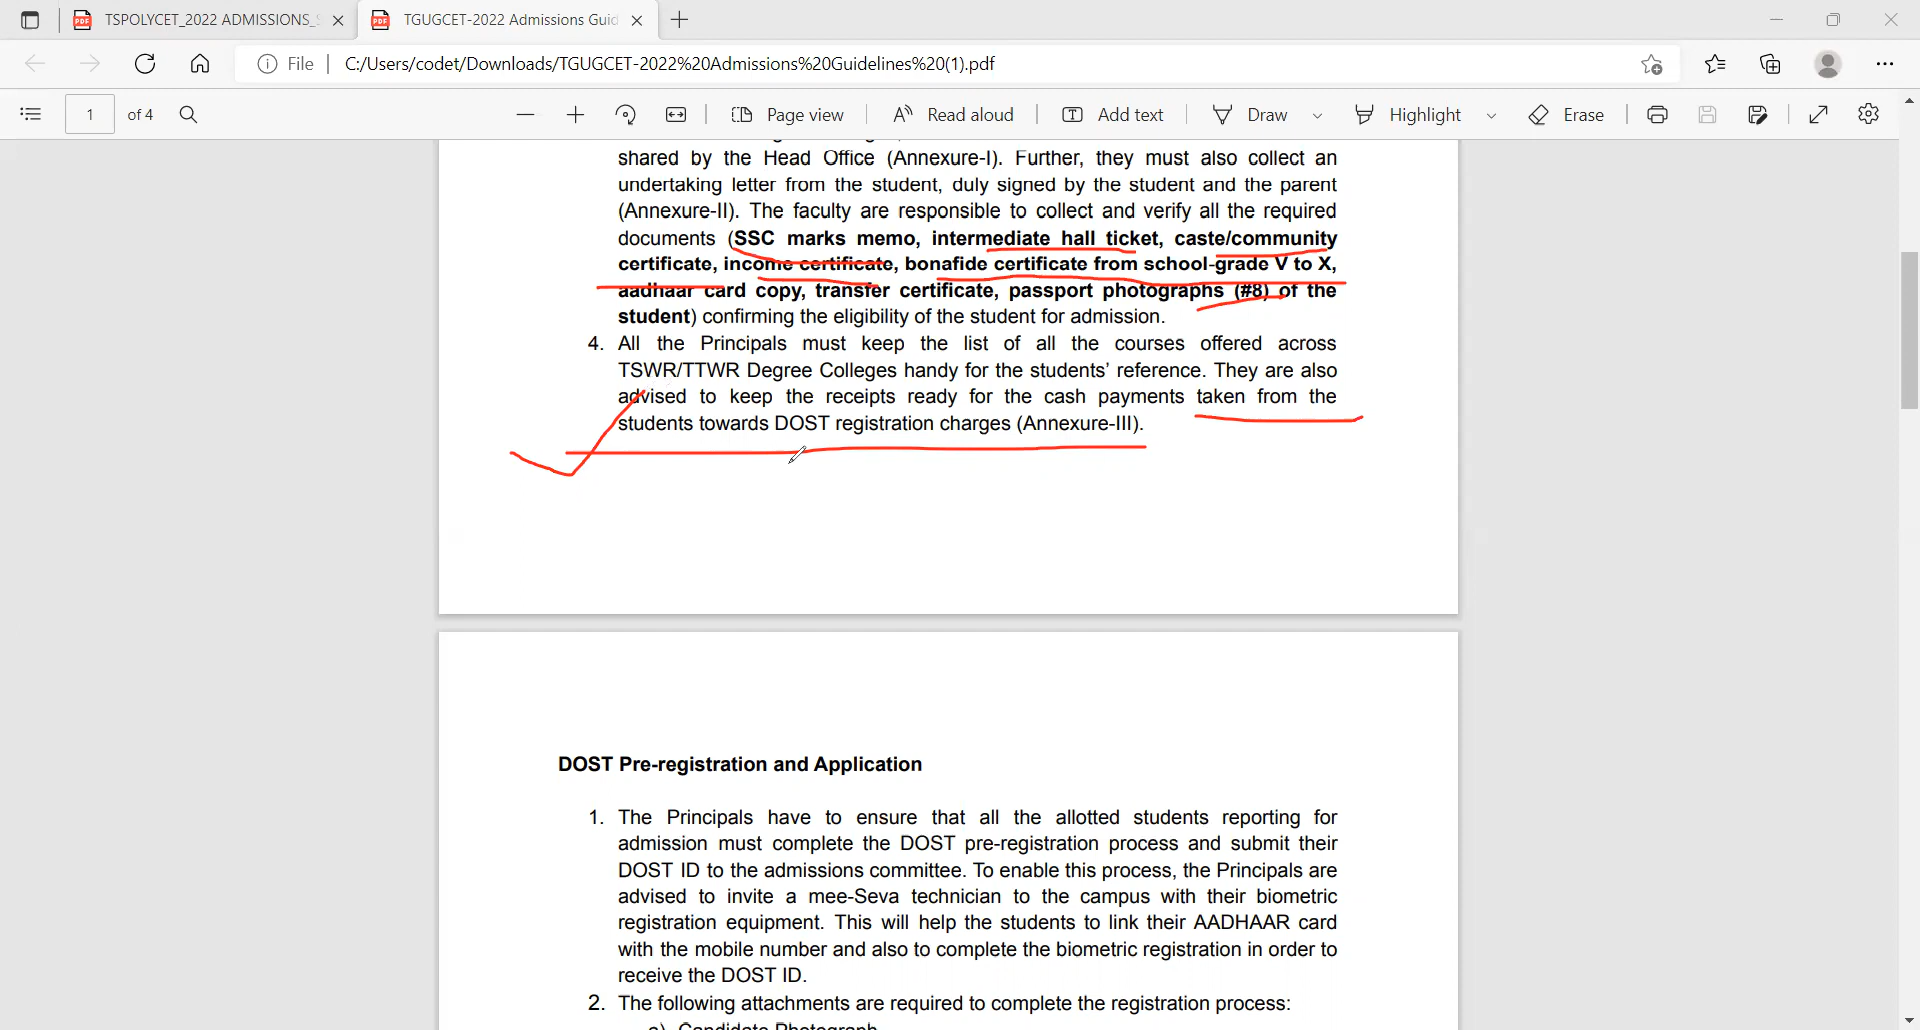 TSPOLYCET_2022 ADMISSIONS_
TGUGCET-2022 Admissions Guid
File
C:/Users/codet/Downloads/TGUGCET-2022%20Admissions%20Guidelines%20(1).pdf
1 of 4
Page view
A Read aloud
T Add text
Draw
Highlight
Erase
shared by the Head Office (Annexure-I). Further, they must also collect an
undertaking letter from the student, duly signed by the student and the parent
(Annexure-II). The faculty are responsible to collect and verify all the required
documents (SSC marks memo, intermediate hall ticket, caste/community
certificate, income certificate, bonafide certificate from school-grade V to X,
aadhaar card copy, transfer certificate, passport photographs (#8) of the
student) confirming the eligibility of the student for admission.
4. All the Principals must keep the list of all the courses offered across
TSWR/TTWR Degree Colleges handy for the students' reference. They are also
advised to keep the receipts ready for the cash payments taken from the
students towards DOST registration charges (Annexure-III).
DOST Pre-registration and Application
1. The Principals have to ensure that all the allotted students reporting for
admission must complete the DOST pre-registration process and submit their
DOST ID to the admissions committee. To enable this process, the Principals are
advised to invite a mee-Seva technician to the campus with their biometric
registration equipment. This will help the students to link their AADHAAR card
with the mobile number and also to complete the biometric registration in order to
receive the DOST ID.
2. The following attachments are required to complete the registration process:
a) Candidate Photograph